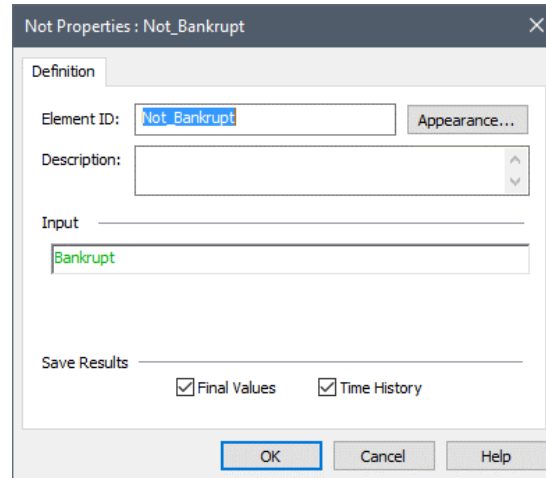 Not Properties : Not_Bankrupt
Definition
Element ID: Not_Bankrupt Appearance...
Description:
Input
Bankrupt
Save Results
Final Values Time History
OK Cancel Help